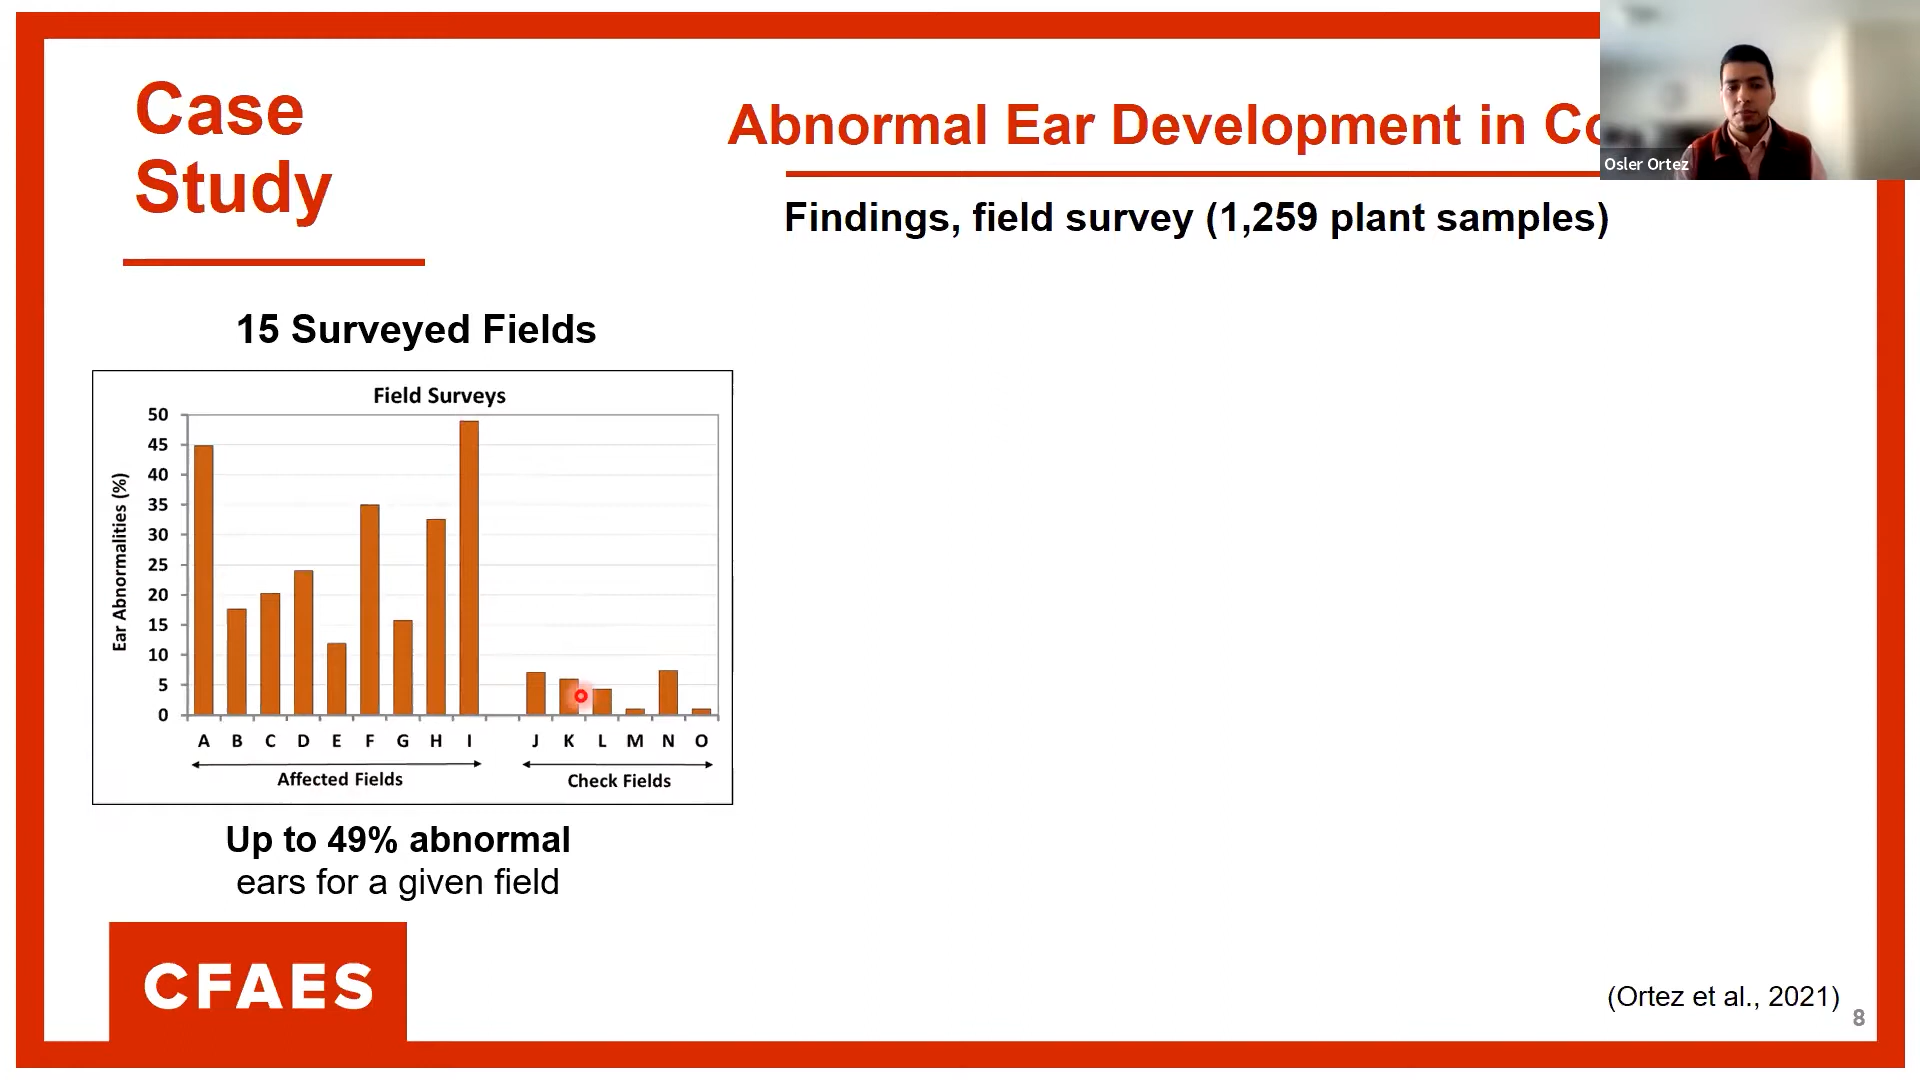 Case
Study
Abnormal Ear Development in Co
Osler Ortez
Findings, field survey (1,259 plant samples)
15 Surveyed Fields
Field Surveys
Ear Abnormalities (%)
50
45
40
35
30
25
20
15
10
5
0
A B C D E F G H I J K L M N O
Affected Fields Check Fields
Up to 49% abnormal
ears for a given field
CFAES
(Ortez et al., 2021)
8